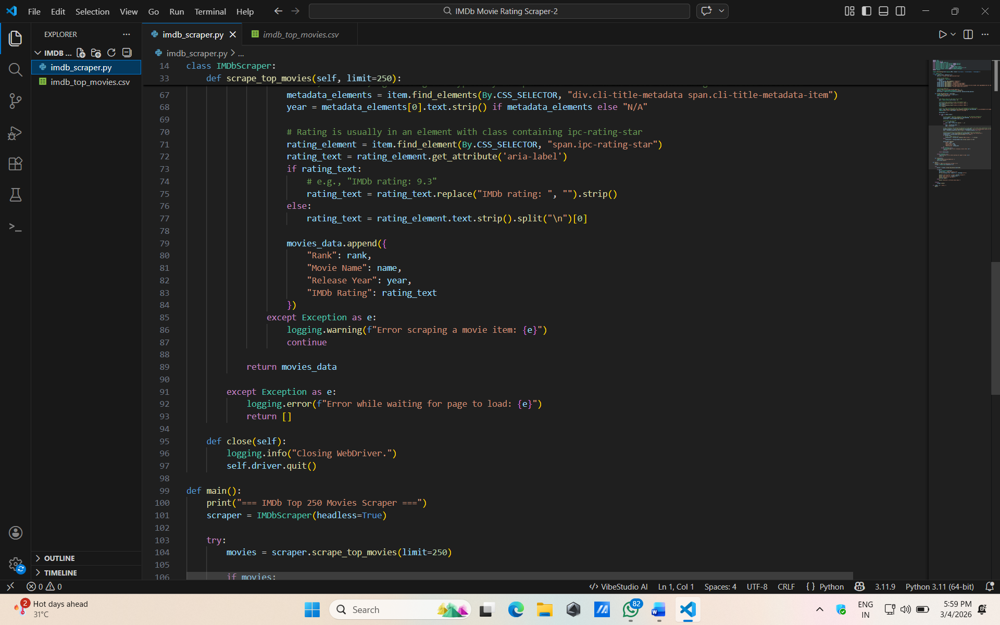 File Edit Selection View Go Run Terminal Help
IMDb Movie Rating Scraper-2
EXPLORER
IMDB ...
imdb_scraper.py
imdb_top_movies.csv
OUTLINE
TIMELINE
imdb_scraper.py
imdb_top_movies.csv
imdb_scraper.py > ...
14 class IMDbScraper:
33 def scrape_top_movies(self, limit=250):
67 metadata_elements = item.find_elements(By.CSS_SELECTOR, "div.cli-title-metadata span.cli-title-metadata-item")
68 year = metadata_elements[0].text.strip() if metadata_elements else "N/A"
69
70 # Rating is usually in an element with class containing ipc-rating-star
71 rating_element = item.find_element(By.CSS_SELECTOR, "span.ipc-rating-star")
72 rating_text = rating_element.get_attribute('aria-label')
73 if rating_text:
74 # e.g., "IMDb rating: 9.3"
75 rating_text = rating_text.replace("IMDb rating: ", "").strip()
76 else:
77 rating_text = rating_element.text.strip().split("\n")[0]
78
79 movies_data.append({
80 "Rank": rank,
81 "Movie Name": name,
82 "Release Year": year,
83 "IMDb Rating": rating_text
84 })
85 except Exception as e:
86 logging.warning(f"Error scraping a movie item: {e}")
87 continue
88
89 return movies_data
90
91 except Exception as e:
92 logging.error(f"Error while waiting for page to load: {e}")
93 return []
94
95 def close(self):
96 logging.info("Closing WebDriver.")
97 self.driver.quit()
98
99 def main():
100 print("=== IMDb Top 250 Movies Scraper ===")
101 scraper = IMDbScraper(headless=True)
102
103 try:
104 movies = scraper.scrape_top_movies(limit=250)
105
106 if movies:
0 0
VibeStudio AI Ln 1, Col 1 Spaces: 4 UTF-8 CRLF { } Python 3.11.9 Python 3.11 (64-bit)
2 Hot days ahead
31°C
Search
82
ENG
IN
5:59 PM
3/4/2026